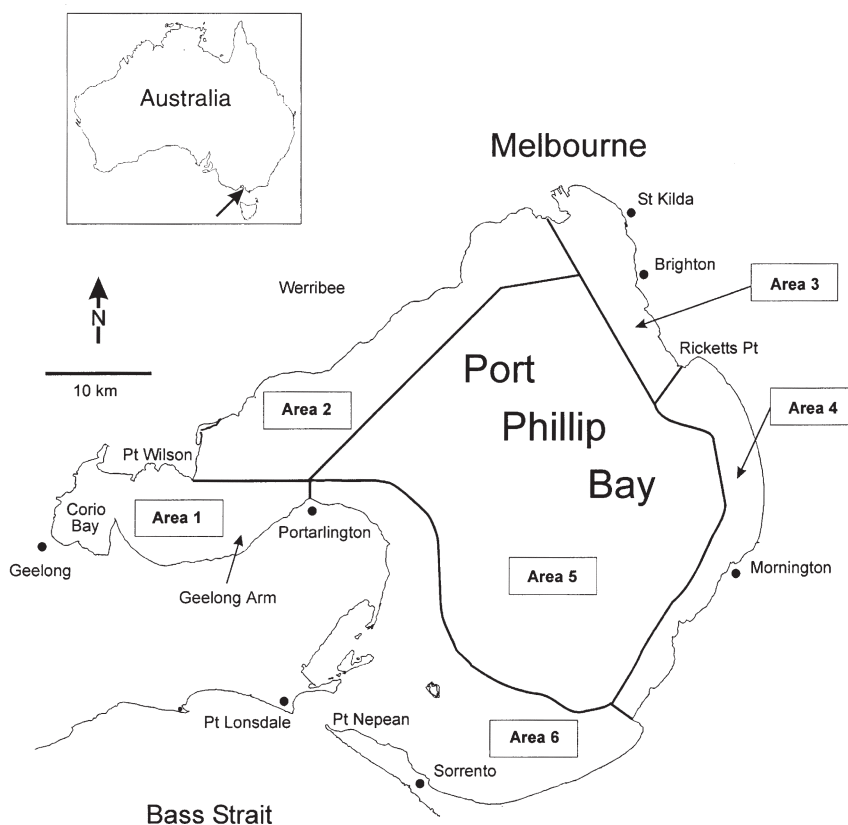 Australia
Melbourne
St Kilda
Brighton
Werribee
Area 3
N
10 km
Ricketts Pt
Port
Phillip
Bay
Area 4
Area 2
Pt Wilson
Corio
Bay
Area 1
Portarlington
Geelong
Geelong Arm
Area 5
Mornington
Pt Lonsdale
Pt Nepean
Area 6
Sorrento
Bass Strait